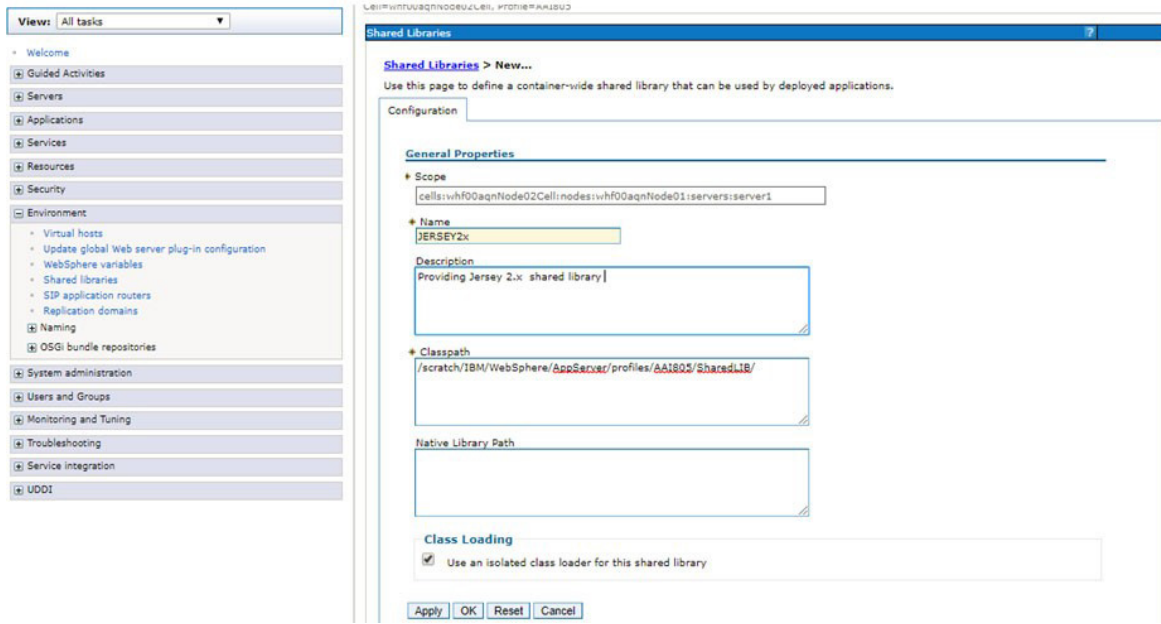 Cell=whf00aqnNode02Cell, Profile=AAI805
View: All tasks
Welcome
Guided Activities
Servers
Applications
Services
Resources
Security
Environment
Virtual hosts
Update global Web server plug-in configuration
WebSphere variables
Shared libraries
SIP application routers
Replication domains
Naming
OSGi bundle repositories
System administration
Users and Groups
Monitoring and Tuning
Troubleshooting
Service integration
UDDI
Shared Libraries ?
Shared Libraries > New...
Use this page to define a container-wide shared library that can be used by deployed applications.
Configuration
General Properties
Scope
cells:whf00aqnNode02Cell:nodes:whf00aqnNode01:servers:server1
Name
JERSEY2x
Description
Providing Jersey 2.x shared library
Classpath
/scratch/IBM/WebSphere/AppServer/profiles/AAI805/SharedLIB/
Native Library Path
Class Loading
Use an isolated class loader for this shared library
Apply OK Reset Cancel